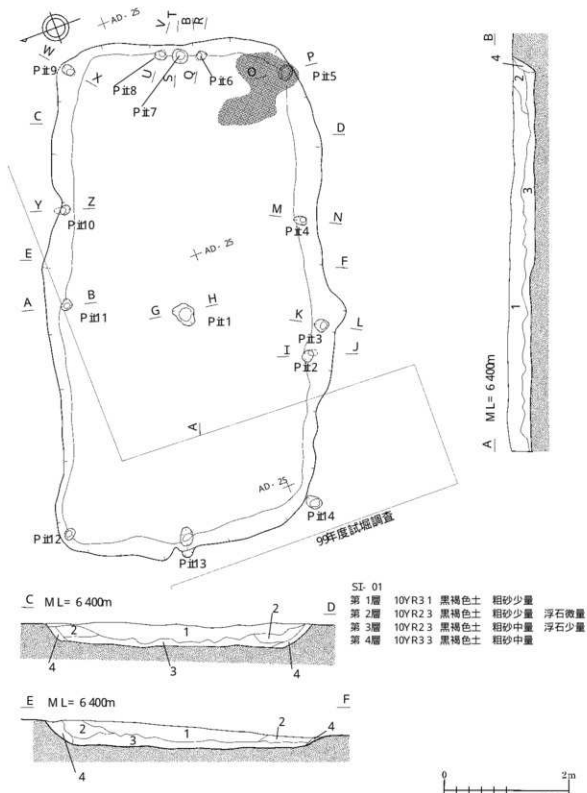 AD-25
V T B R
W
Pit9
X
Pit8
U
S
Q
Pit7
Pit6
O
P
Pit5
C
D
Y
Z
Pit10
M
N
Pit4
AD-25
E
F
A
B
Pit11
G
H
Pit1
K
L
Pit3
I
J
Pit2
A
AD-25
Pit14
Pit12
Pit13
99年度試堀調査
B
4
2
3
1
ML= 6 400m
A
C ML= 6 400m D
2 1 2
4 3 4
E ML= 6 400m F
2 3 1 2 4
4
SI- 01
第 1層 10YR3 1 黒褐色土 粗砂少量
第 2層 10YR2 3 黒褐色土 粗砂少量 浮石微量
第 3層 10YR2 3 黒褐色土 粗砂中量 浮石少量
第 4層 10YR3 3 黒褐色土 粗砂中量
0 2m